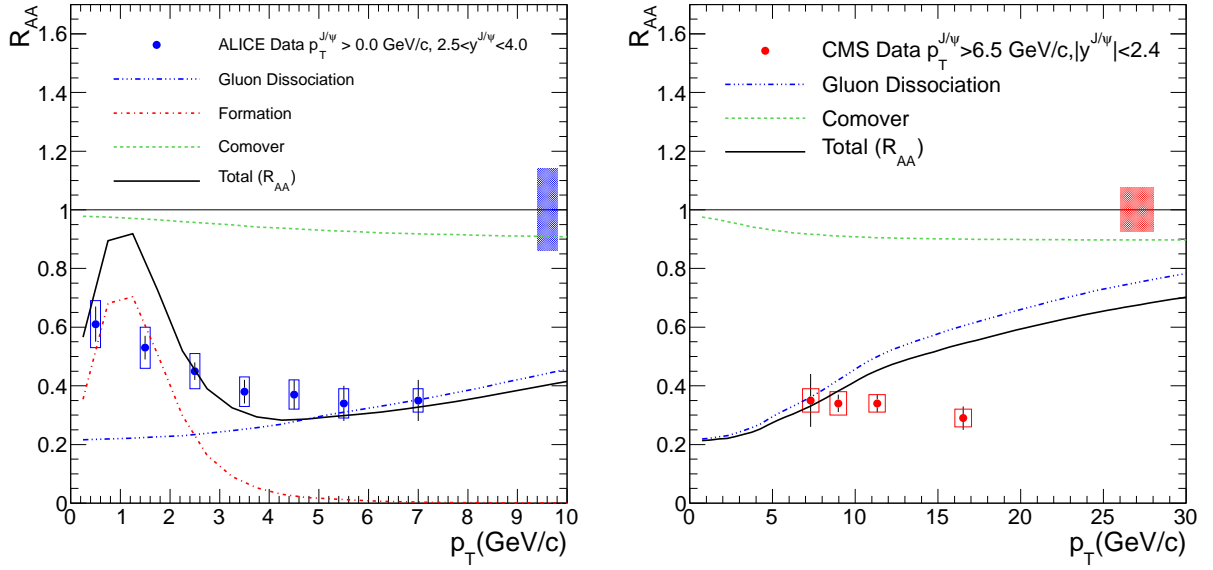 R_AA
1.6
1.4
1.2
1
0.8
0.6
0.4
0.2
0
ALICE Data p_T^J/ψ > 0.0 GeV/c, 2.5<y^J/ψ<4.0
Gluon Dissociation
Formation
Comover
Total (R_AA)
0 1 2 3 4 5 6 7 8 9 10
p_T(GeV/c)
R_AA
1.6
1.4
1.2
1
0.8
0.6
0.4
0.2
0
CMS Data p_T^J/ψ>6.5 GeV/c,|y^J/ψ|<2.4
Gluon Dissociation
Comover
Total (R_AA)
0 5 10 15 20 25 30
p_T(GeV/c)